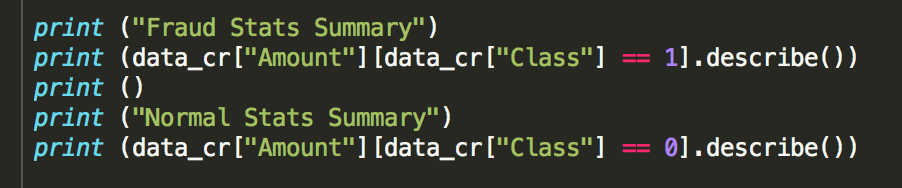 print ("Fraud Stats Summary")
print (data_cr["Amount"][data_cr["Class"] == 1].describe())
print ()
print ("Normal Stats Summary")
print (data_cr["Amount"][data_cr["Class"] == 0].describe())